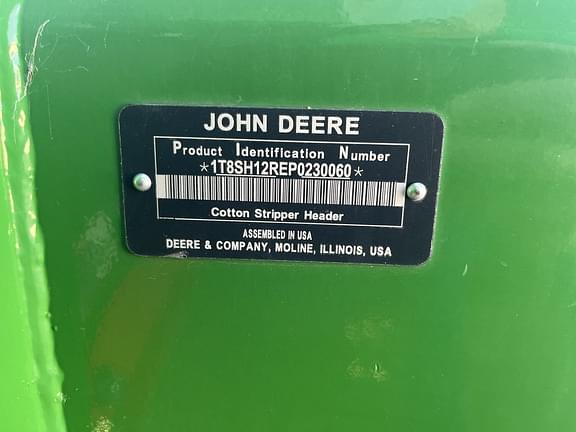 JOHN DEERE
Product Identification Number
*1T8SH12REP0230060*
Cotton Stripper Header
ASSEMBLED IN USA
DEERE & COMPANY, MOLINE, ILLINOIS, USA